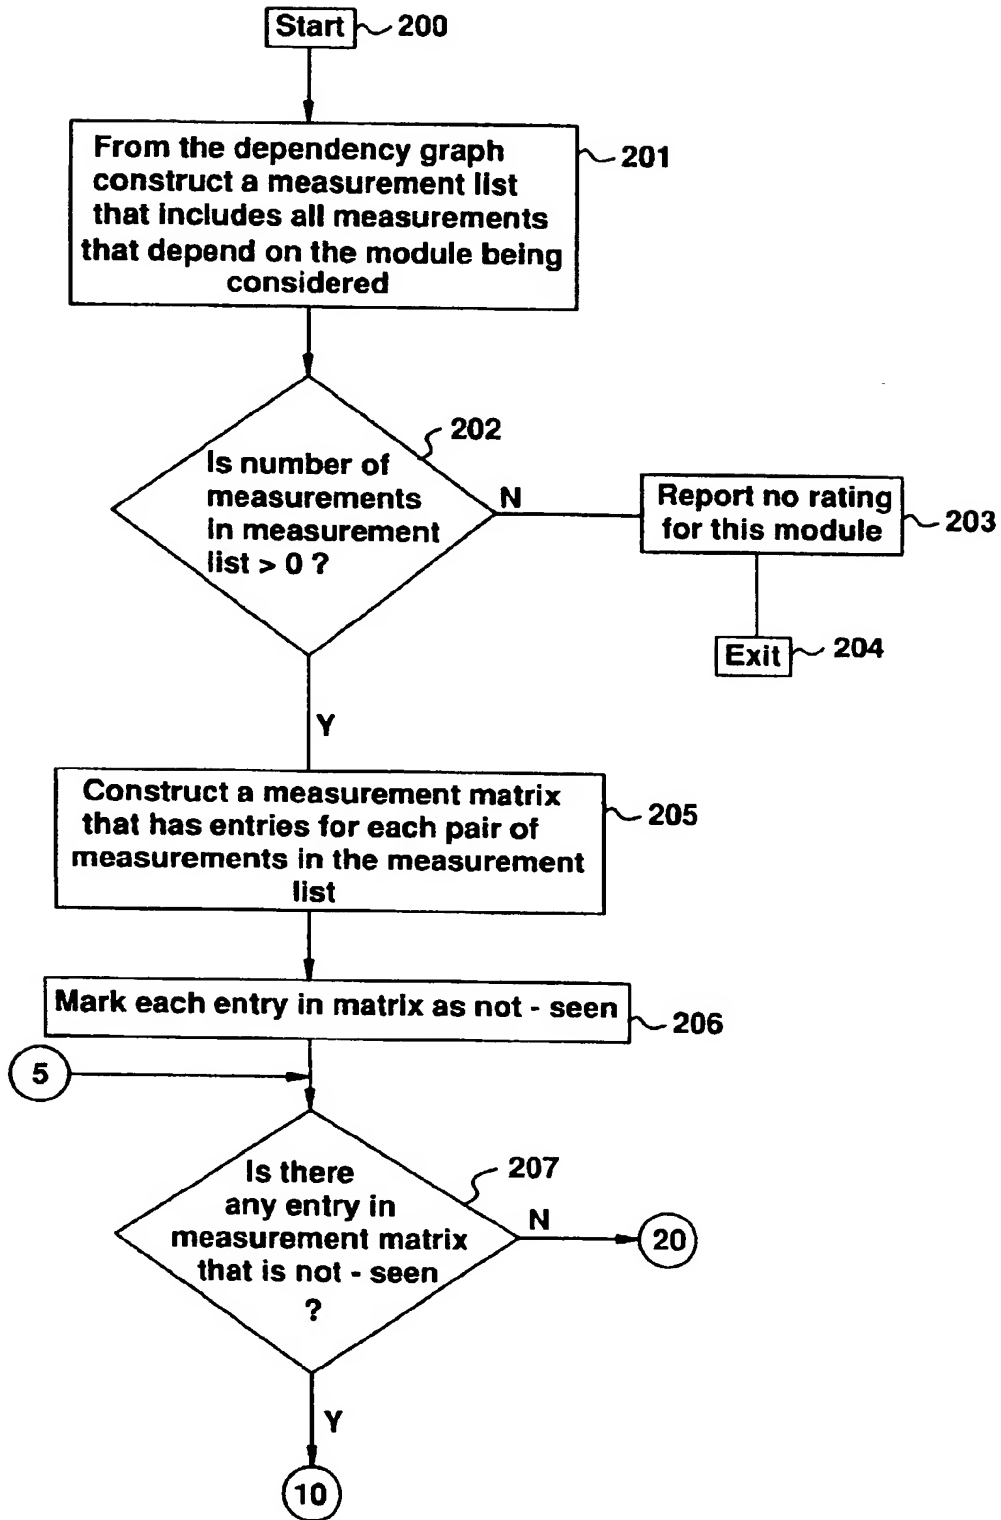 Start
200
From the dependency graph
construct a measurement list
that includes all measurements
that depend on the module being
considered
201
202
Is number of
measurements
in measurement
list > 0 ?
N
Report no rating
for this module
203
Exit
204
Y
Construct a measurement matrix
that has entries for each pair of
measurements in the measurement
list
205
Mark each entry in matrix as not - seen
206
5
207
Is there
any entry in
measurement matrix
that is not - seen
?
N
20
Y
10